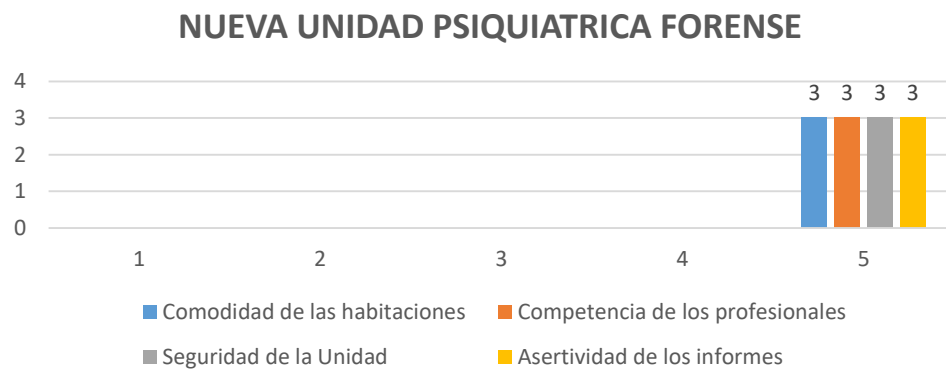 NUEVA UNIDAD PSIQUIATRICA FORENSE
4
3
2
1
0
3 3 3 3
1 2 3 4 5
Comodidad de las habitaciones Competencia de los profesionales
Seguridad de la Unidad Asertividad de los informes